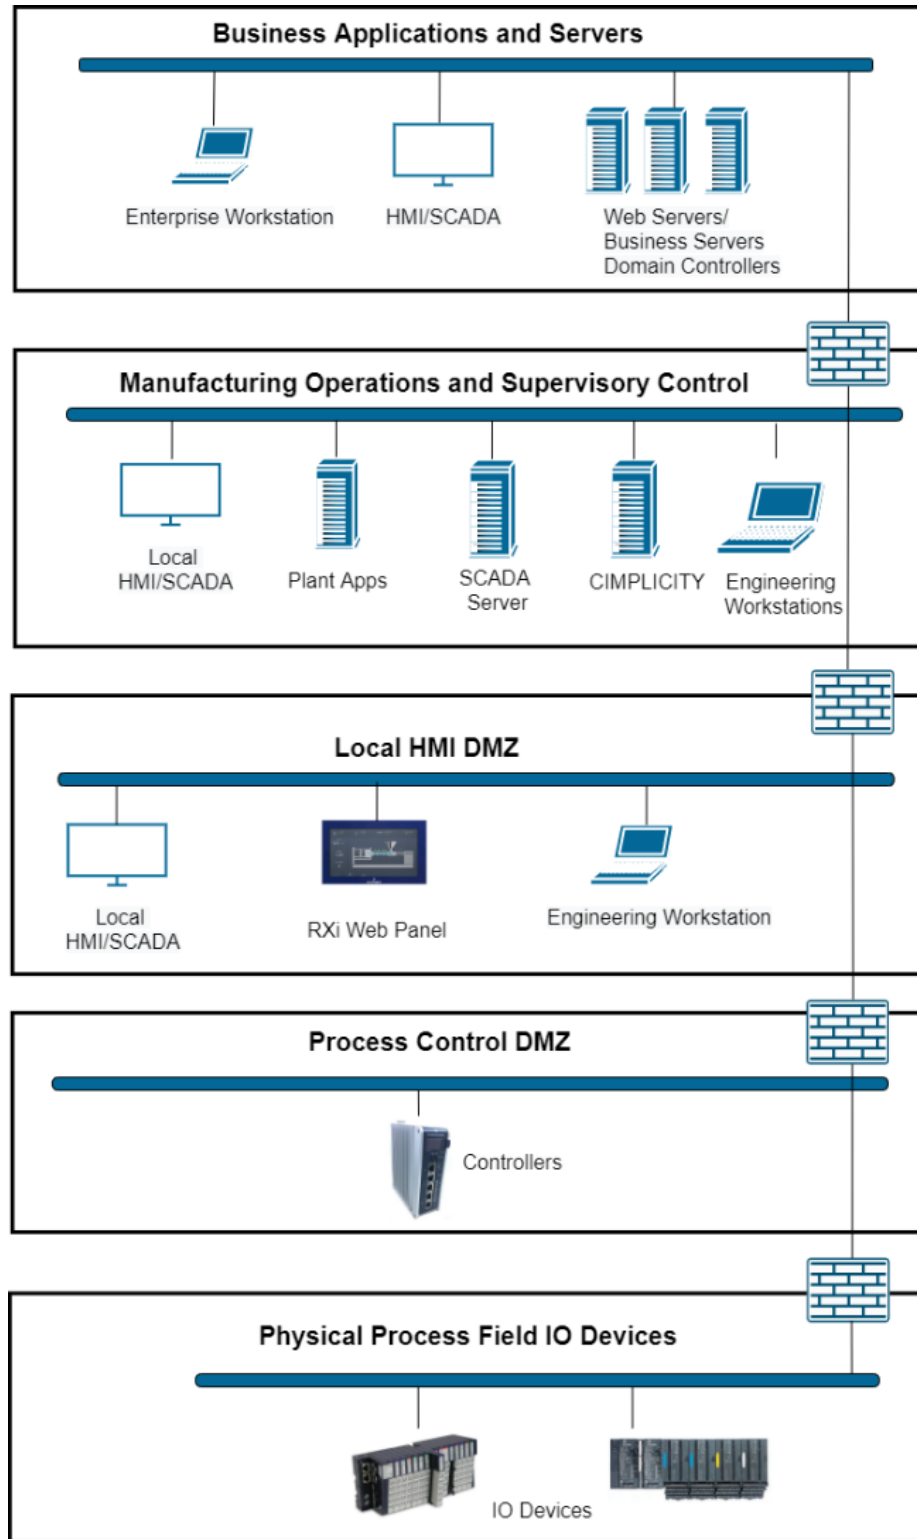 Business Applications and Servers
Enterprise Workstation
HMI/SCADA
Web Servers/
Business Servers
Domain Controllers
Manufacturing Operations and Supervisory Control
Local
HMI/SCADA
Plant Apps
SCADA
Server
CIMPLICITY
Engineering
Workstations
Local HMI DMZ
Local
HMI/SCADA
RXi Web Panel
Engineering Workstation
Process Control DMZ
Controllers
Physical Process Field IO Devices
IO Devices